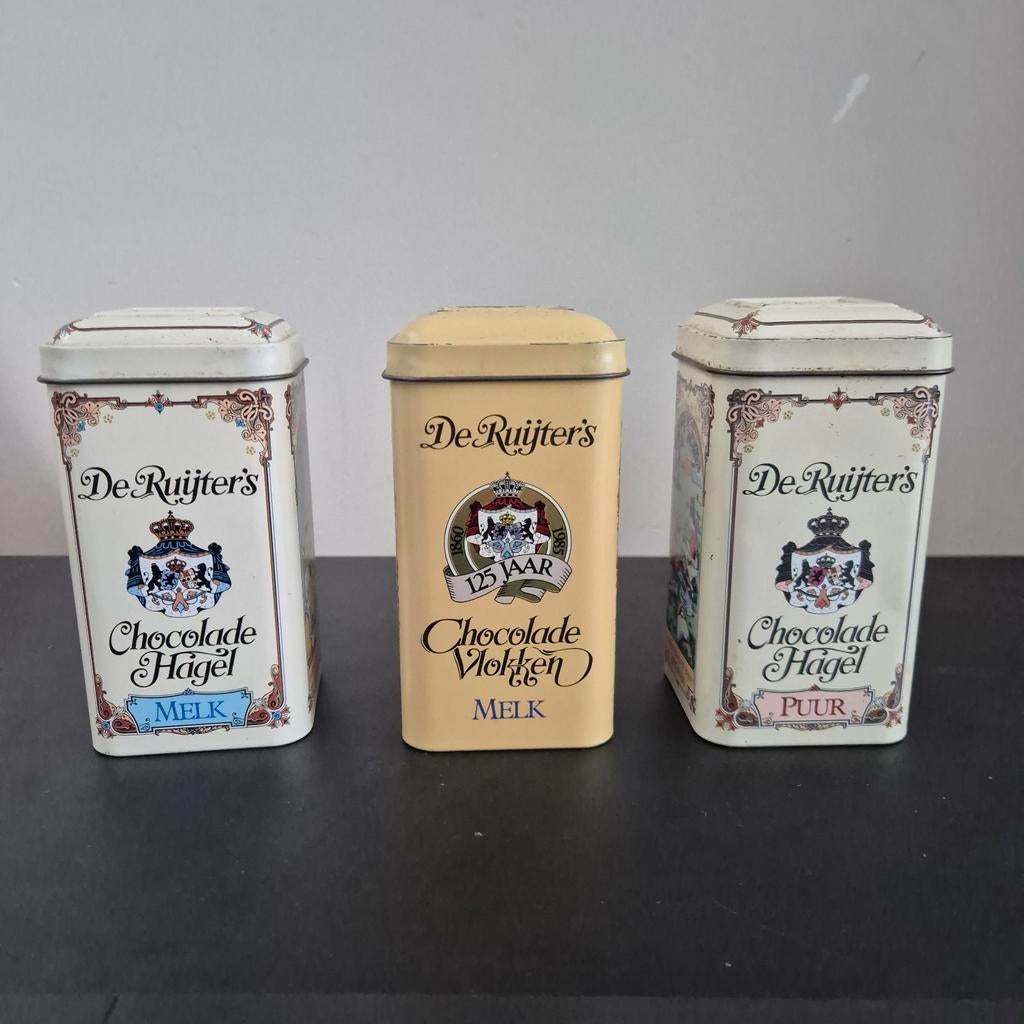 De Ruijter's
Chocolade
Hagel
MELK
De Ruijter's
1860 1985
125 JAAR
Chocolade
Vlokken
MELK
De Ruijter's
Chocolade
Hagel
PUUR